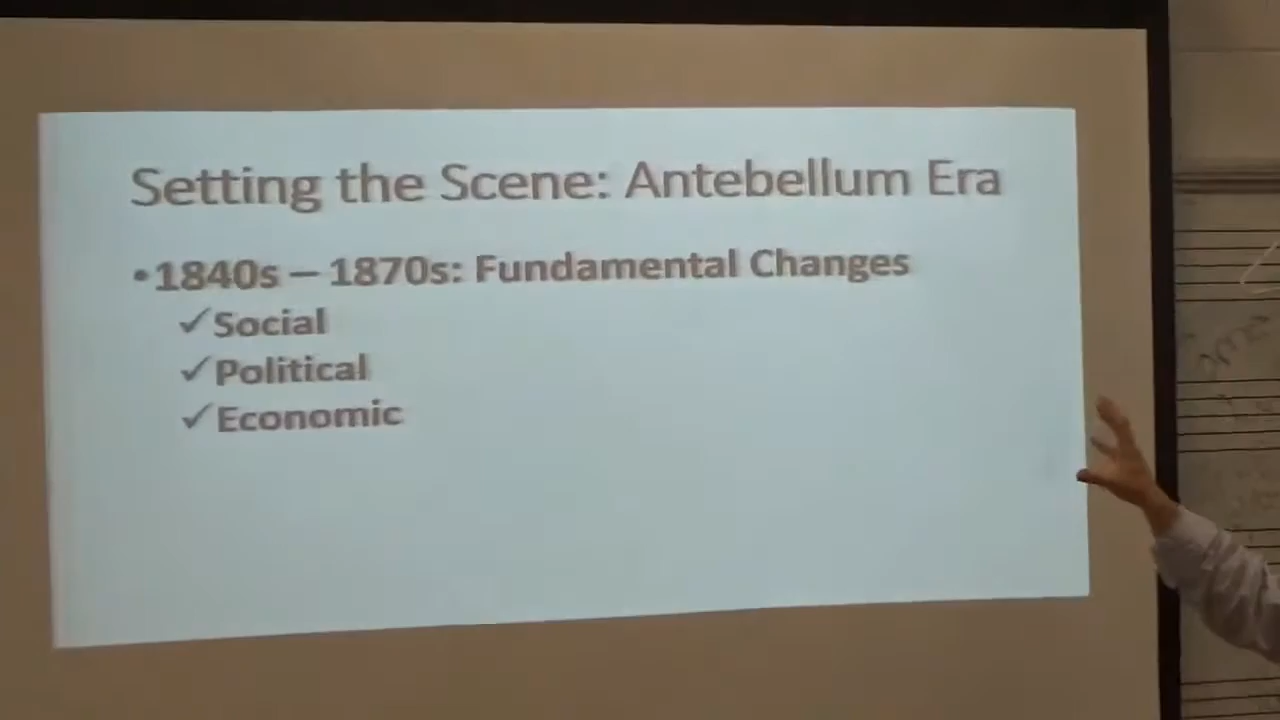 Setting the Scene: Antebellum Era
•1840s – 1870s: Fundamental Changes
✓Social
✓Political
✓Economic